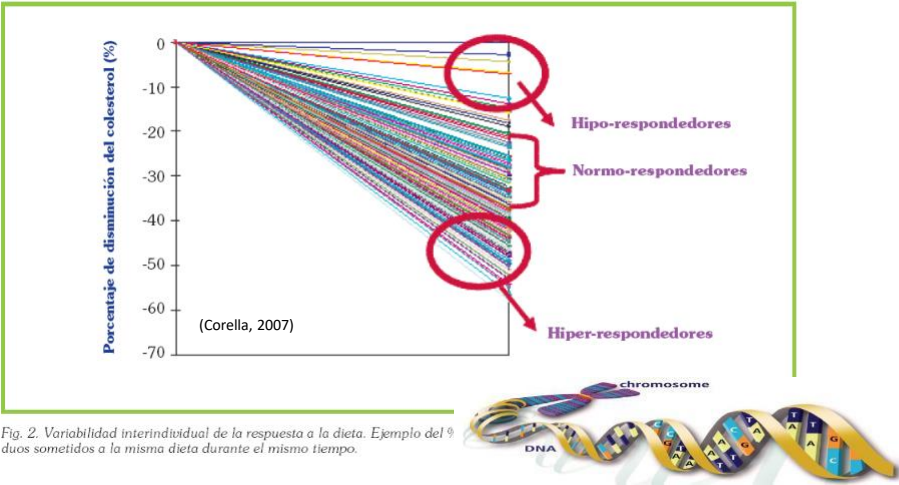 Porcentaje de disminución del colesterol (%)
0
-10
-20
-30
-40
-50
-60
-70
Hipo-respondedores
Normo-respondedores
Hiper-respondedores
(Corella, 2007)
chromosome
DNA
C
C
G
A
A
T
A
T
G
C
A
T
A
T
A
T
G
C
Fig. 2. Variabilidad interindividual de la respuesta a la dieta. Ejemplo del %
duos sometidos a la misma dieta durante el mismo tiempo.